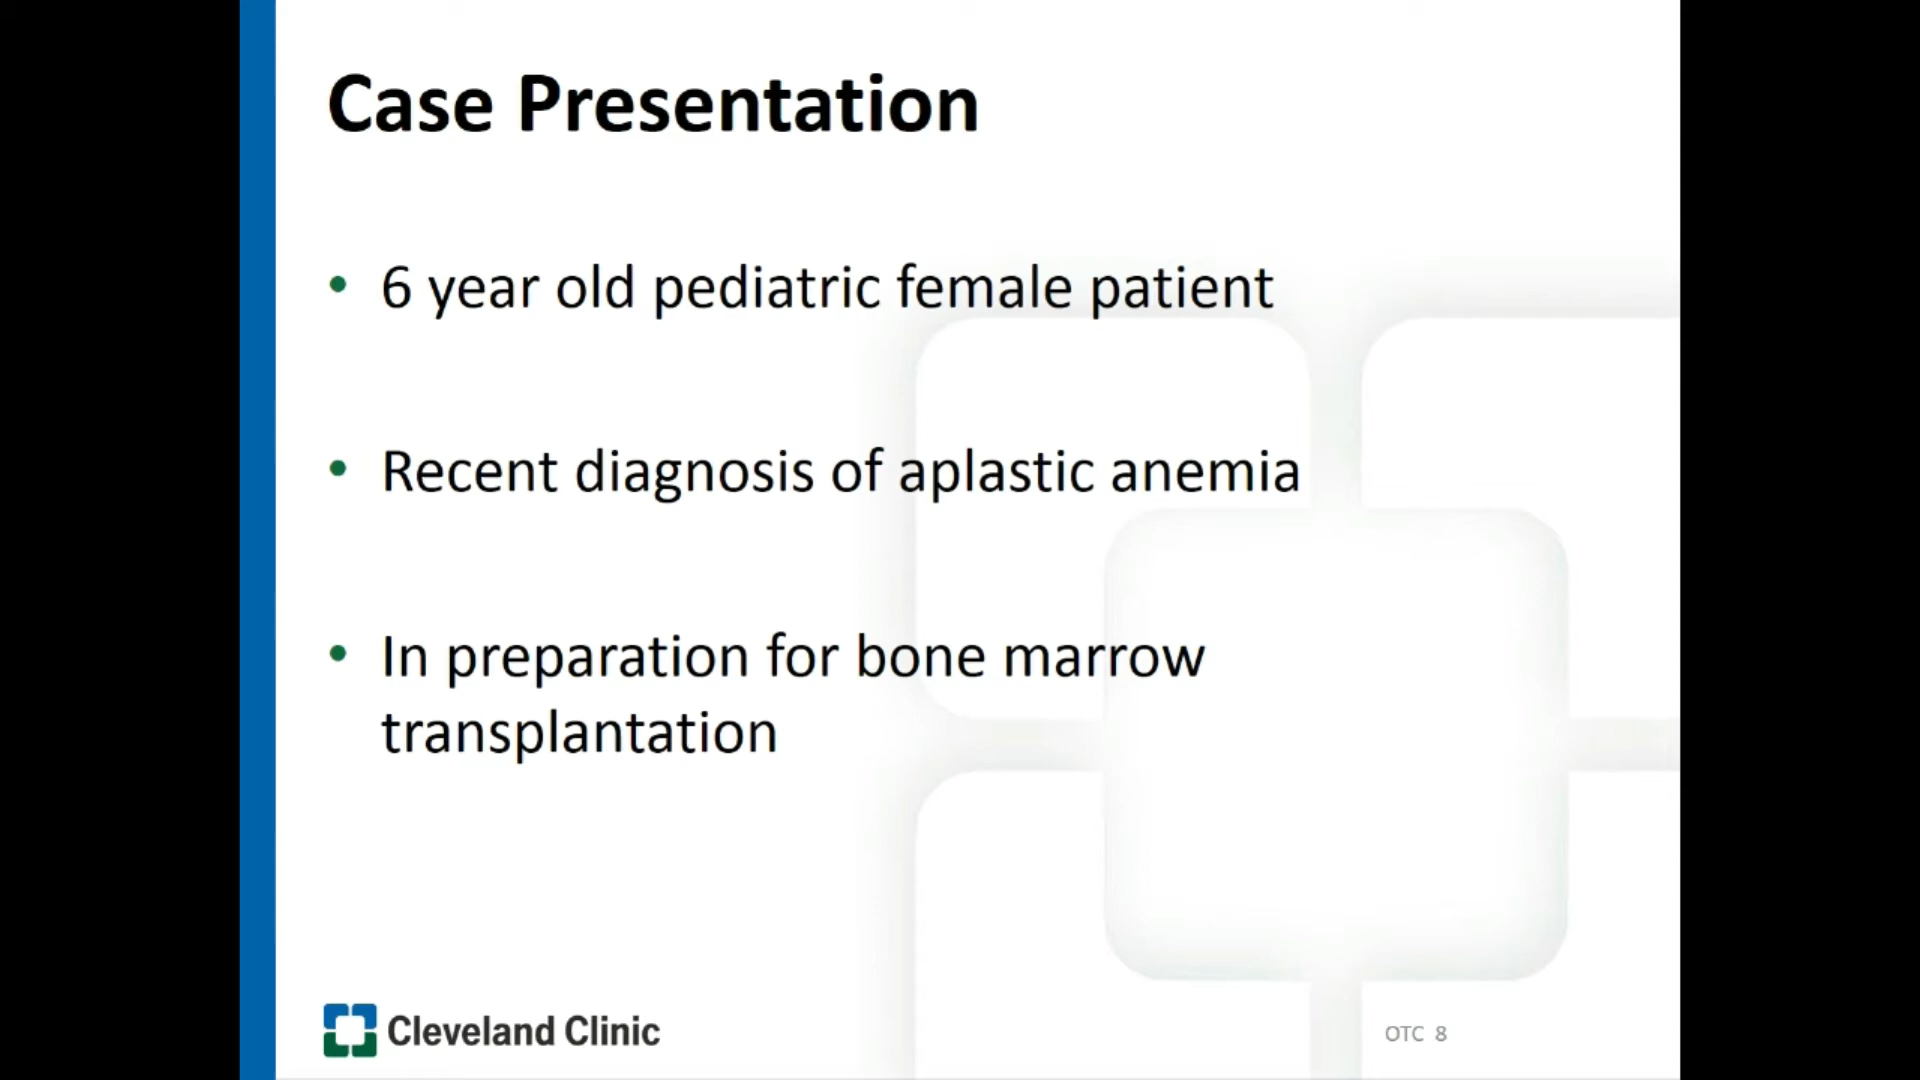 Case Presentation
• 6 year old pediatric female patient
• Recent diagnosis of aplastic anemia
• In preparation for bone marrow
transplantation
Cleveland Clinic
OTC 8